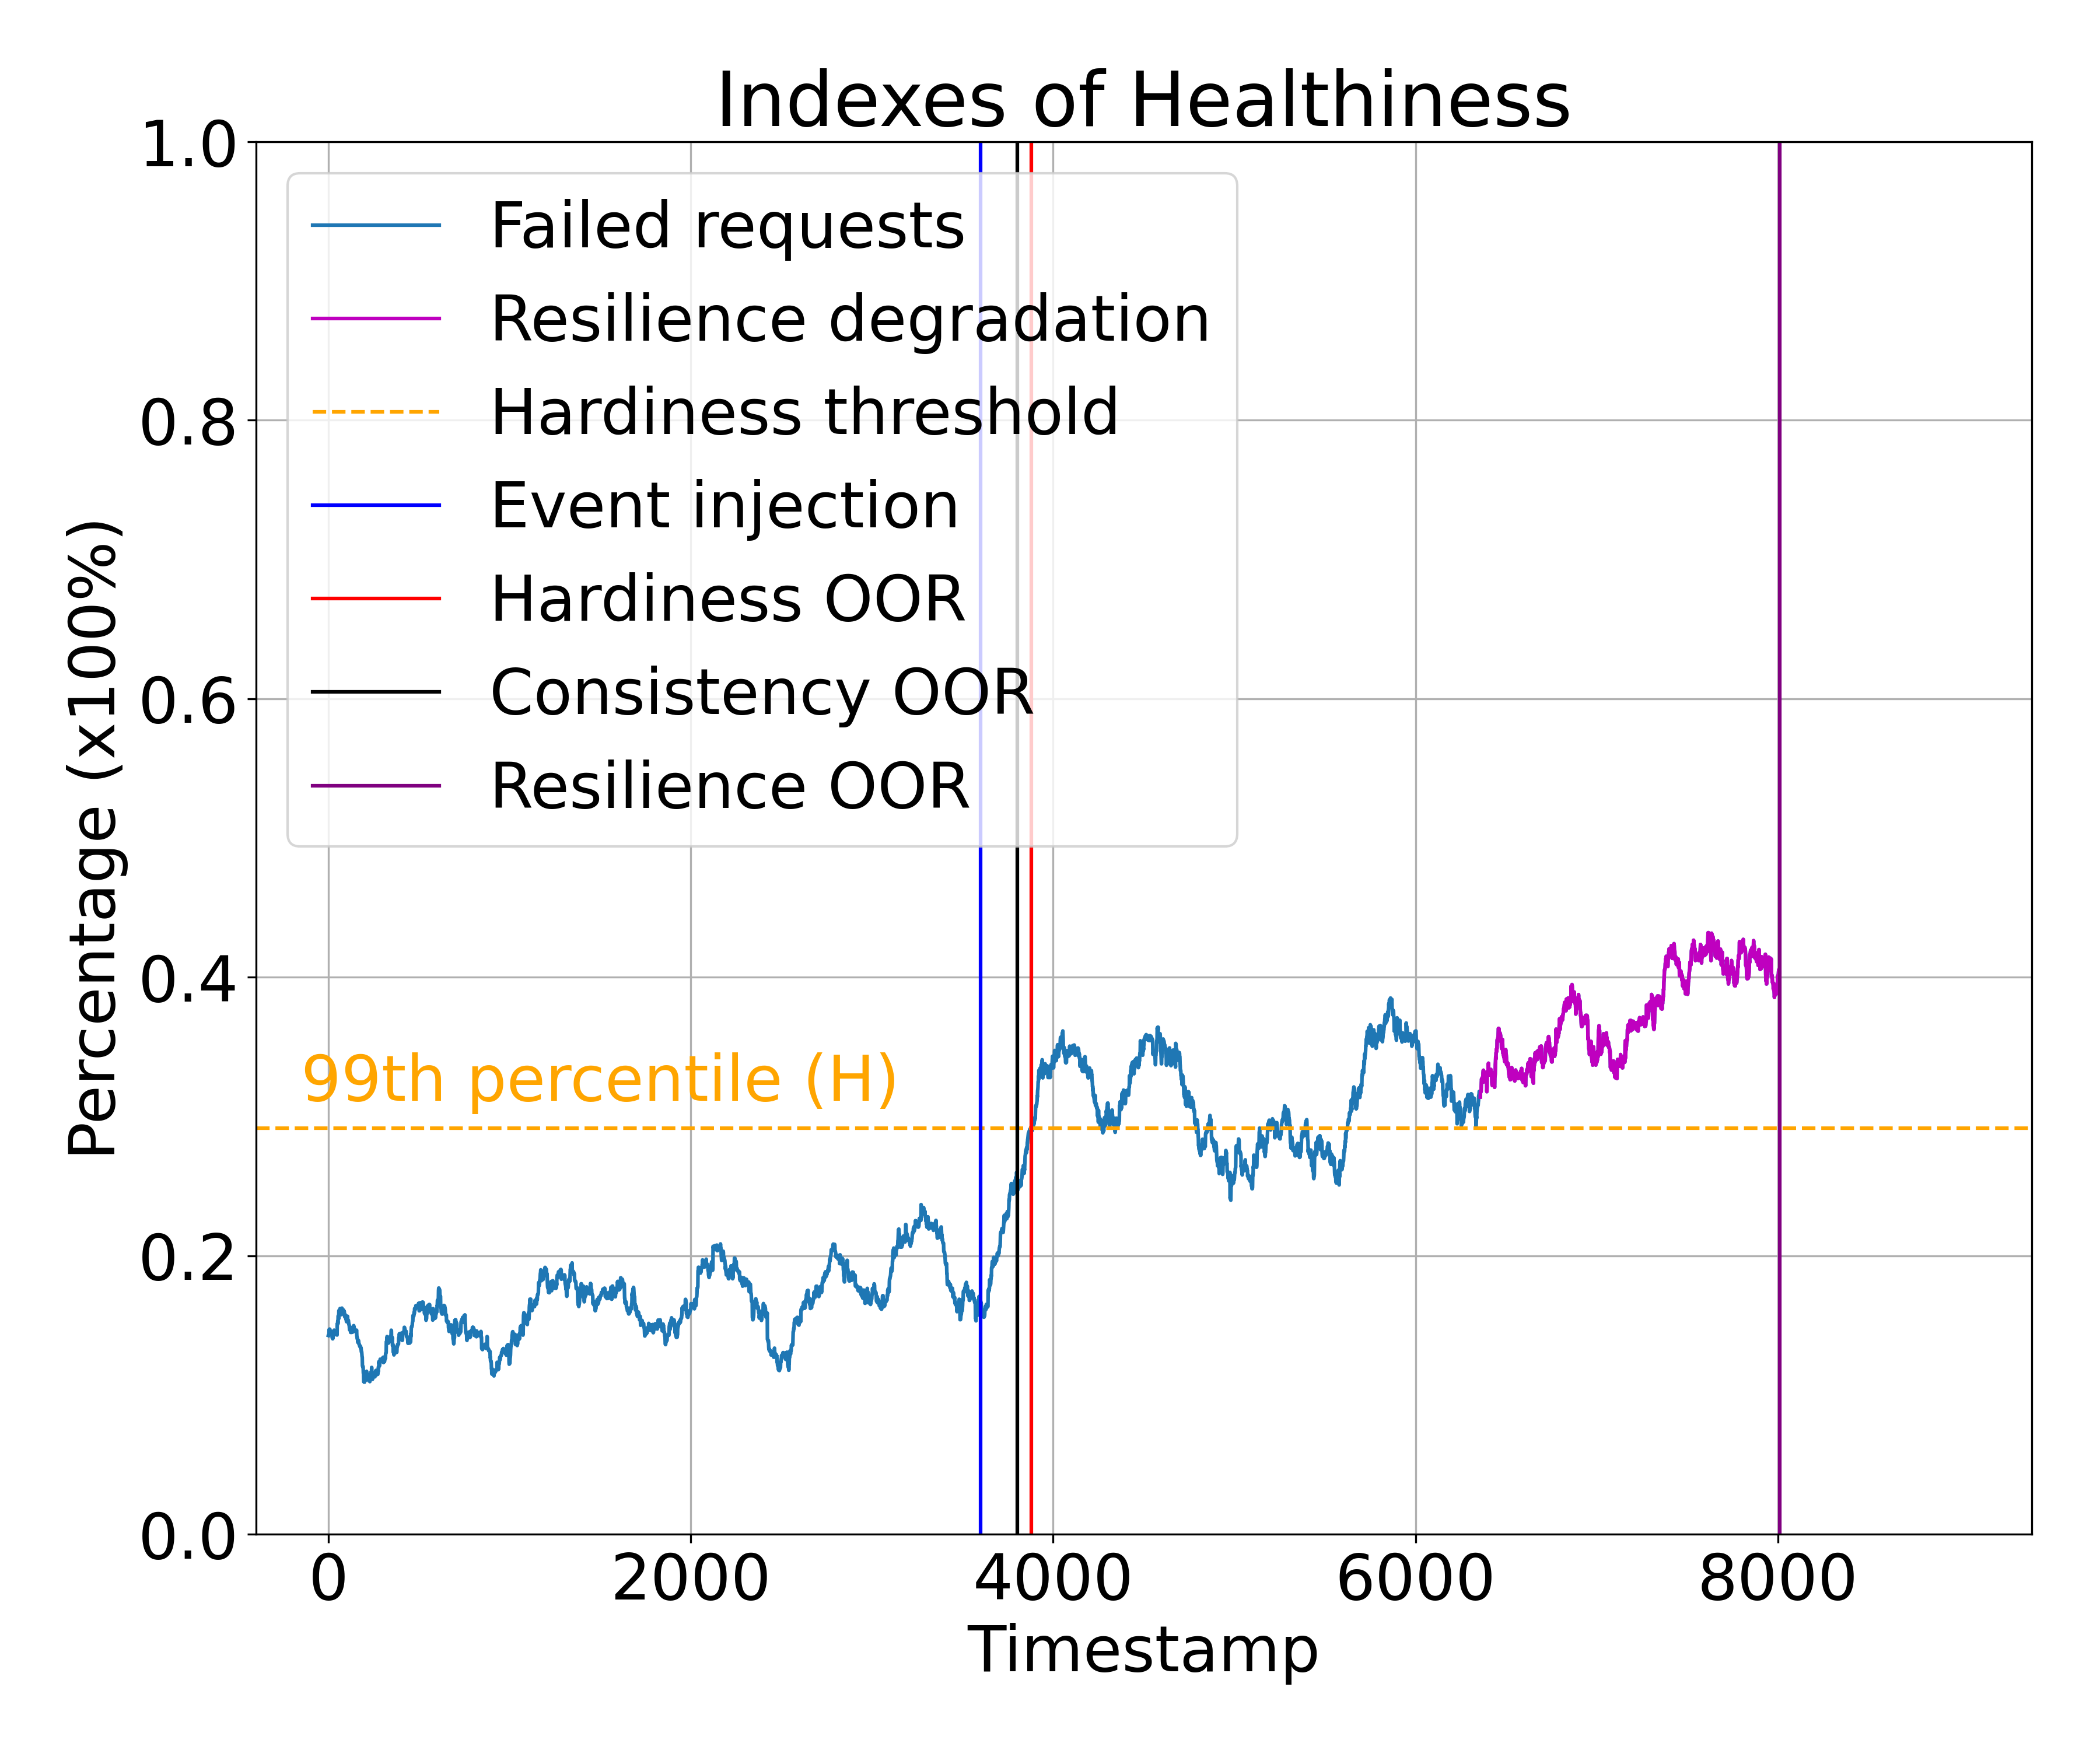 Indexes of Healthiness
1.0
0.8
0.6
0.4
0.2
0.0
Percentage (x100%)
Failed requests
Resilience degradation
Hardiness threshold
Event injection
Hardiness OOR
Consistency OOR
Resilience OOR
99th percentile (H)
0 2000 4000 6000 8000
Timestamp